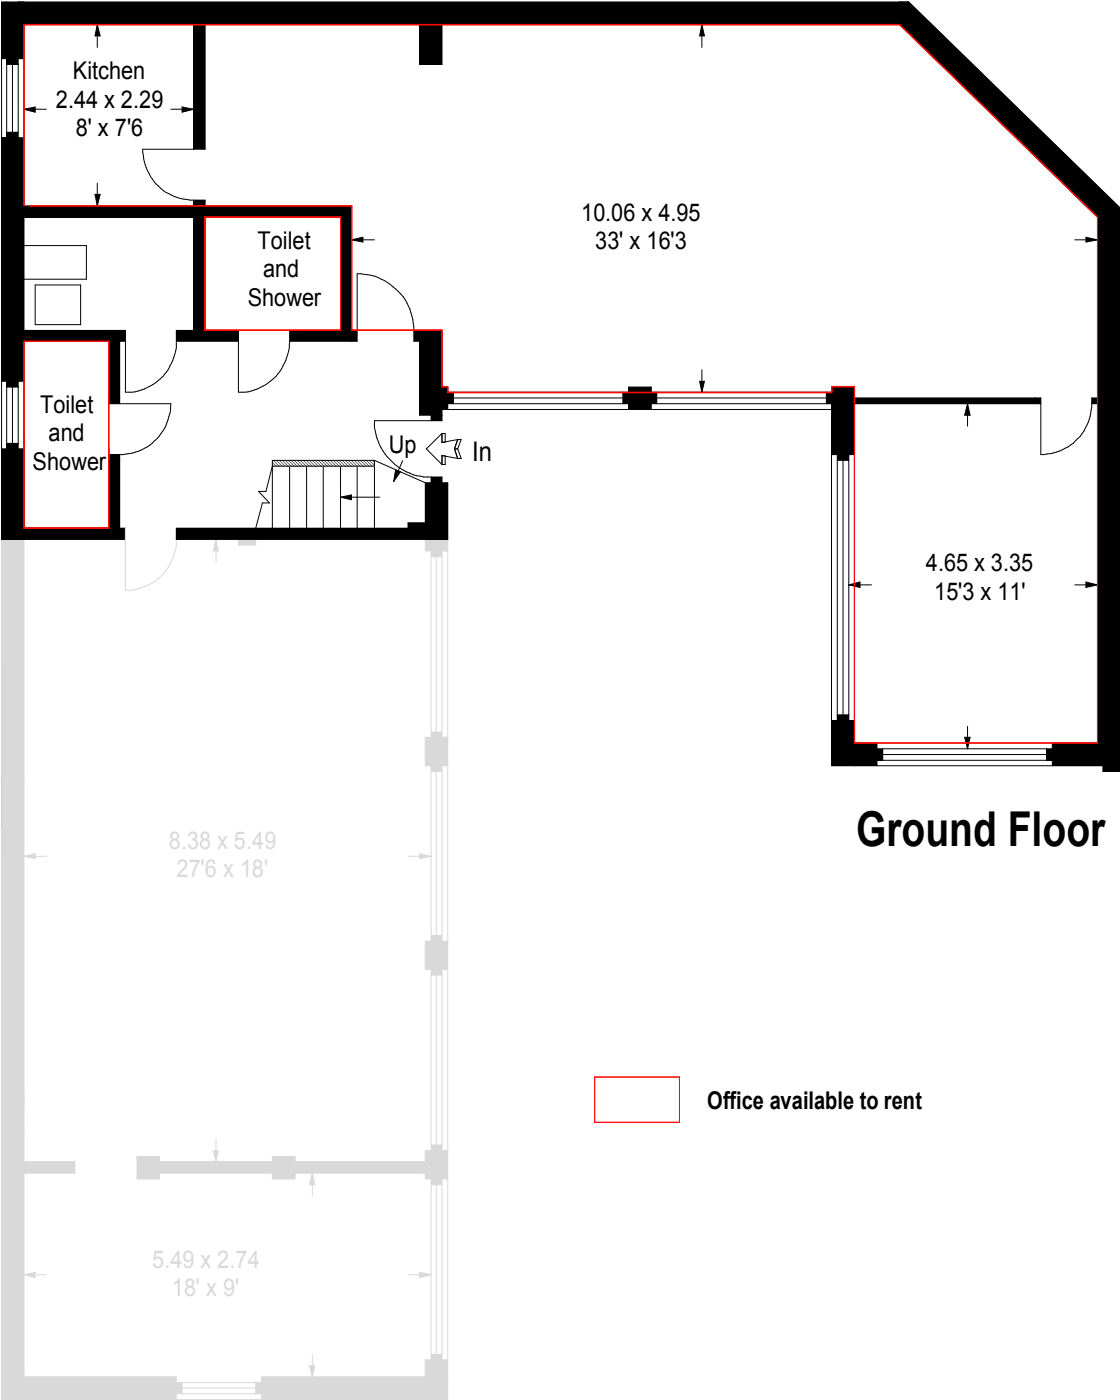 Kitchen
2.44 x 2.29
8' x 7'6
10.06 x 4.95
33' x 16'3
Toilet
and
Shower
Toilet
and
Shower
Up
In
4.65 x 3.35
15'3 x 11'
Ground Floor
8.38 x 5.49
27'6 x 18'
Office available to rent
5.49 x 2.74
18' x 9'